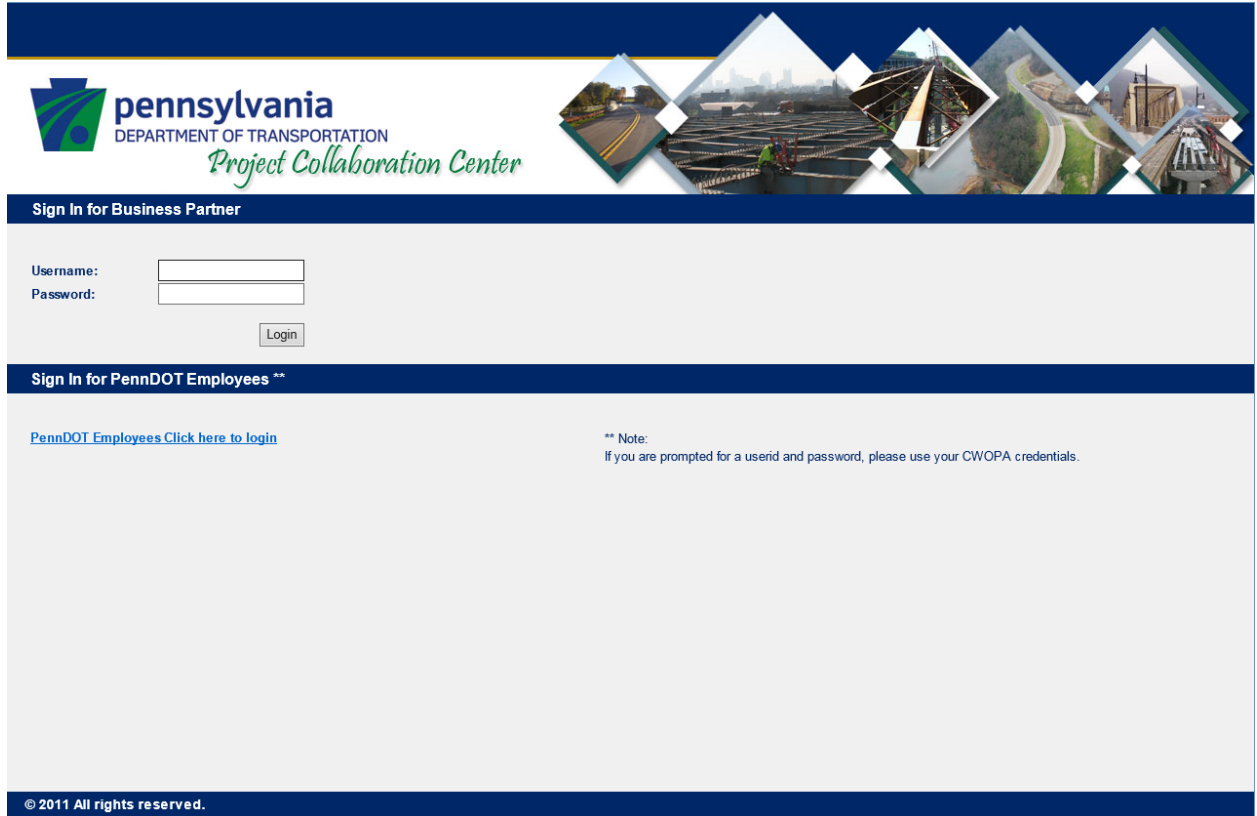 pennsylvania
DEPARTMENT OF TRANSPORTATION
Project Collaboration Center
Sign In for Business Partner
Username:
Password:
Login
Sign In for PennDOT Employees **
PennDOT Employees Click here to login
** Note:
If you are prompted for a userid and password, please use your CWOPA credentials.
© 2011 All rights reserved.